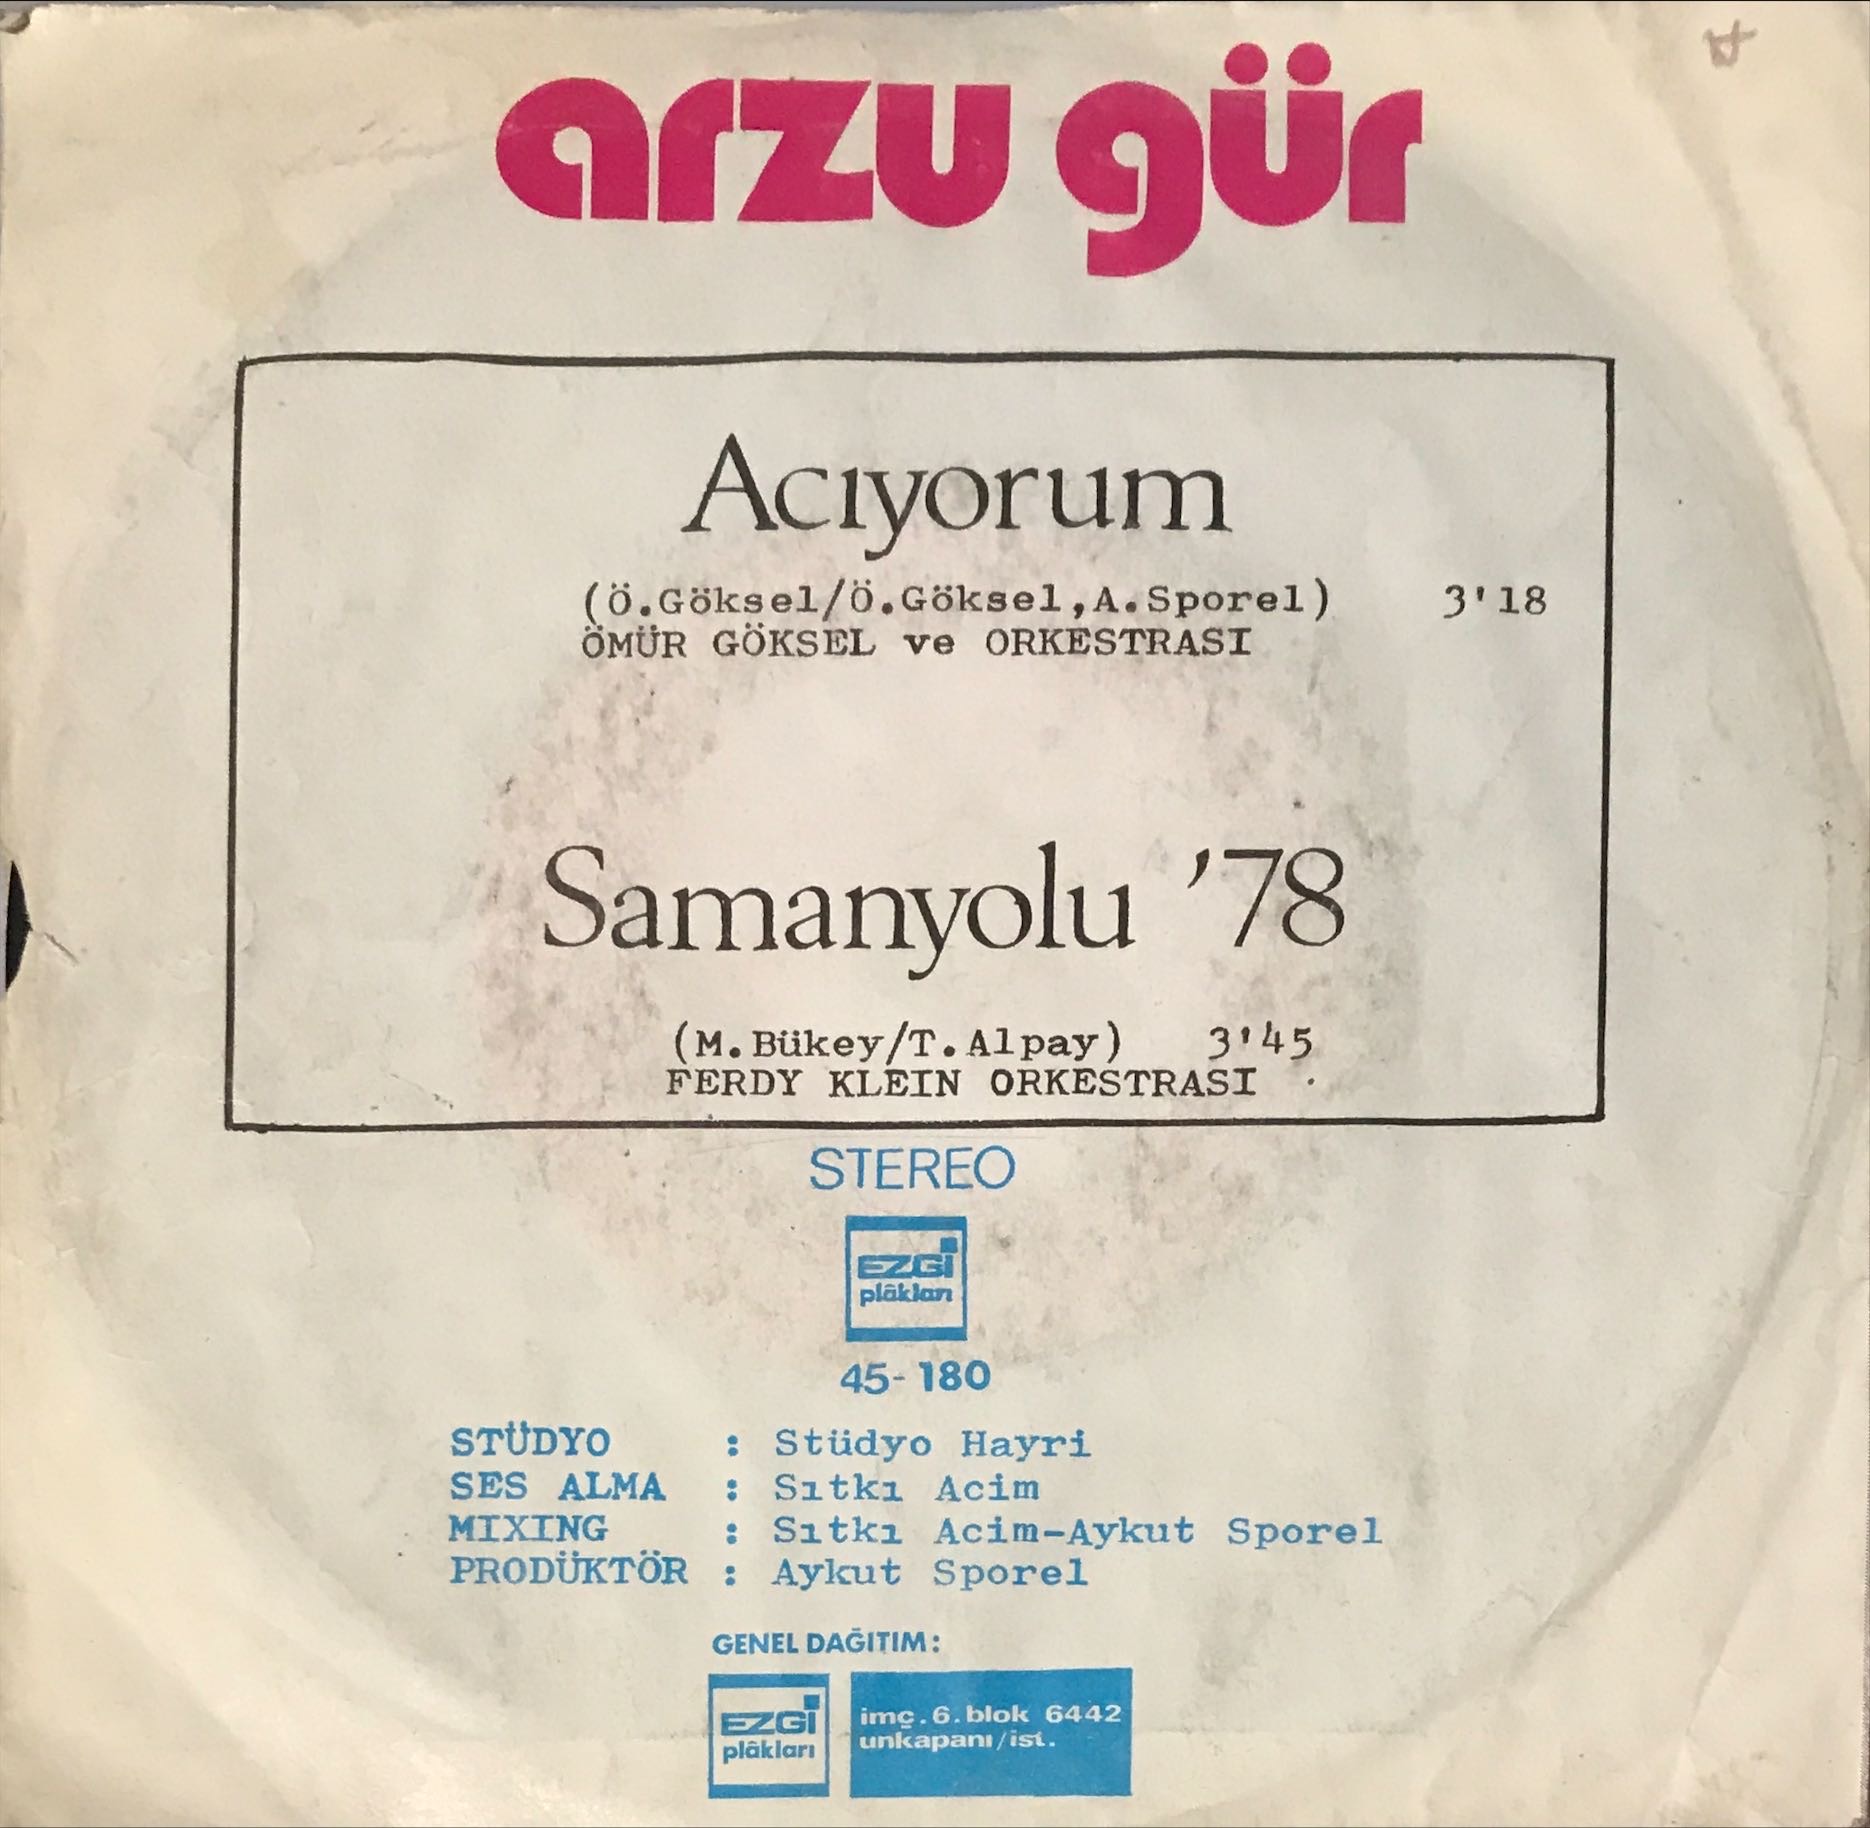 arzu gür
Acıyorum
(Ö.Göksel/Ö.Göksel,A.Sporel) 3'18
ÖMÜR GÖKSEL ve ORKESTRASI
Samanyolu '78
(M.Bükey/T.Alpay) 3'45
FERDY KLEIN ORKESTRASI
STEREO
EZGİ
plâkları
45-180
STÜDYO : Stüdyo Hayri
SES ALMA : Sıtkı Acim
MIXING : Sıtkı Acim-Aykut Sporel
PRODÜKTÖR : Aykut Sporel
GENEL DAĞITIM:
EZGİ
plâkları
imç.6.blok 6442
unkapanı/ist.